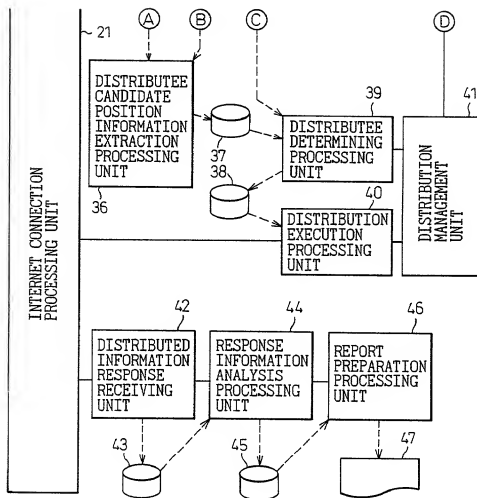 A
B
C
D
21
INTERNET CONNECTION
PROCESSING UNIT
DISTRIBUTEE
CANDIDATE
POSITION
INFORMATION
EXTRACTION
PROCESSING
UNIT
36
37
38
39
DISTRIBUTEE
DETERMINING
PROCESSING
UNIT
40
DISTRIBUTION
EXECUTION
PROCESSING
UNIT
41
DISTRIBUTION
MANAGEMENT
UNIT
42
DISTRIBUTED
INFORMATION
RESPONSE
RECEIVING
UNIT
43
44
RESPONSE
INFORMATION
ANALYSIS
PROCESSING
UNIT
45
46
REPORT
PREPARATION
PROCESSING
UNIT
47